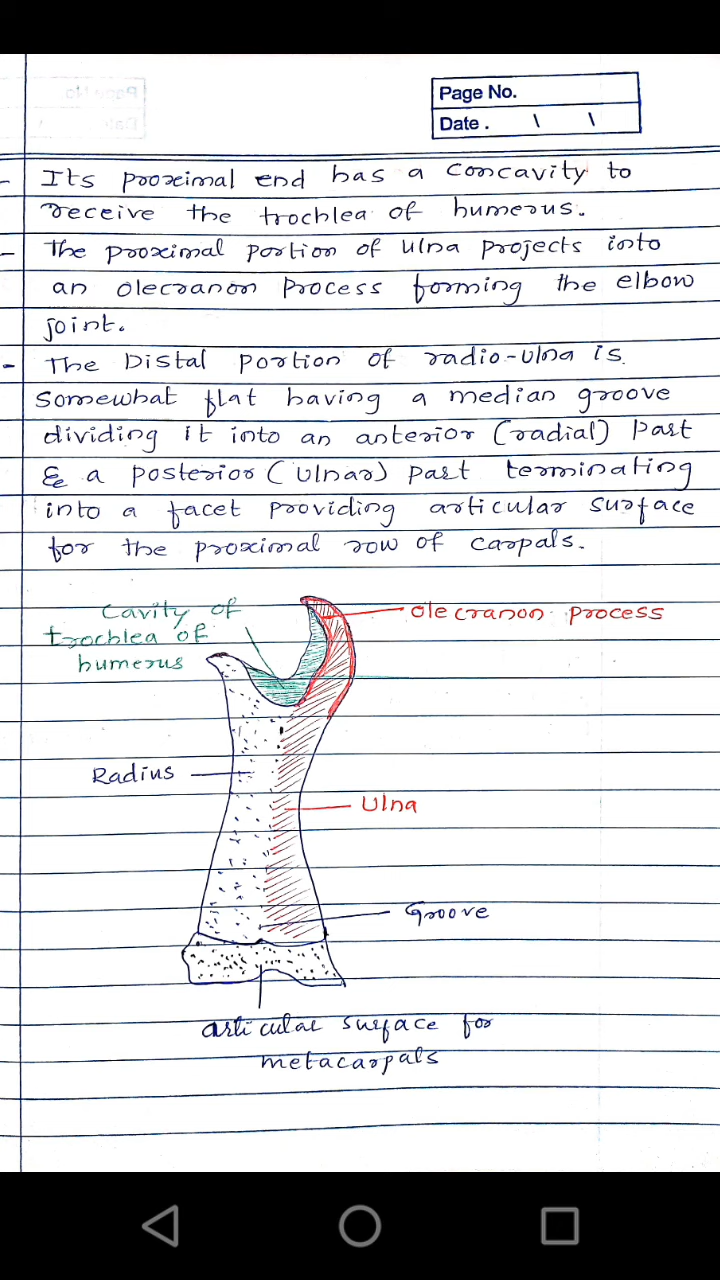 Page No.
Date . \ \
- Its proximal end has a concavity to
receive the trochlea of humerus.
- The proximal portion of ulna projects into
an olecranon process forming the elbow
joint.
- The Distal portion of radio-ulna is
somewhat flat having a median groove
dividing it into an anterior (radial) part
& a posterior (ulnar) part terminating
into a facet providing articular surface
for the proximal row of carpals.
Cavity of
trochlea of
humerus
olecranon process
Radius
Ulna
Groove
articular surface for
metacarpals